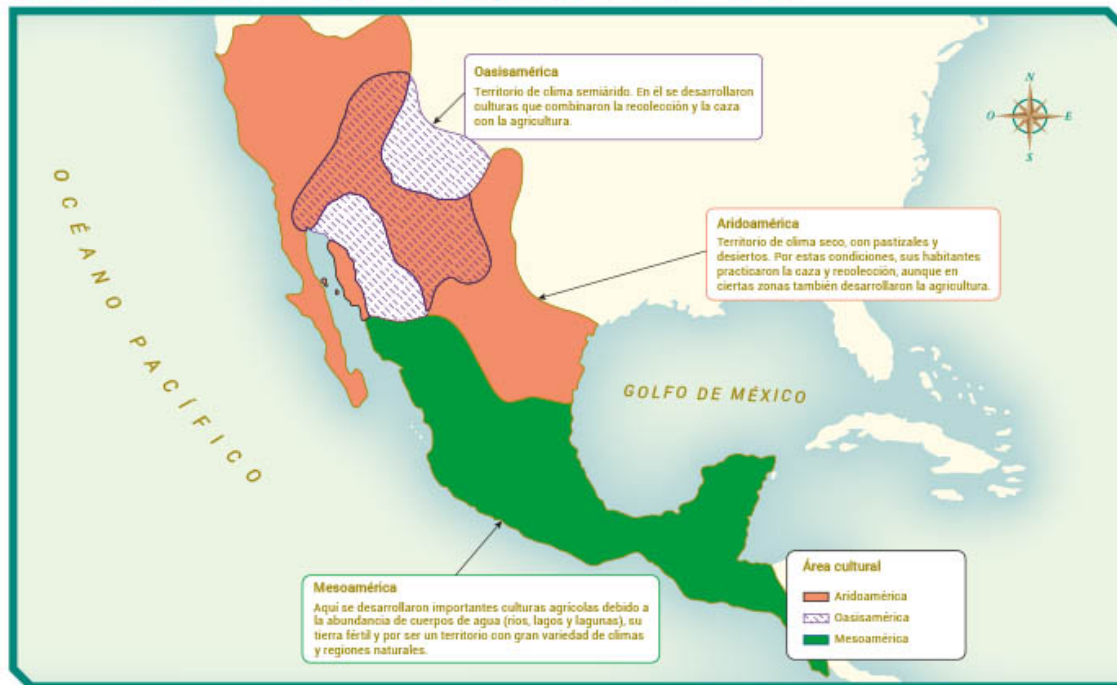 Oasisamérica
Territorio de clima semiárido. En él se desarrollaron
culturas que combinaron la recolección y la caza
con la agricultura.
N
O
E
S
OCÉANO PACÍFICO
Aridoamérica
Territorio de clima seco, con pastizales y
desiertos. Por estas condiciones, sus habitantes
practicaron la caza y recolección, aunque en
ciertas zonas también desarrollaron la agricultura.
GOLFO DE MÉXICO
Mesoamérica
Aquí se desarrollaron importantes culturas agrícolas debido a
la abundancia de cuerpos de agua (ríos, lagos y lagunas), su
tierra fértil y por ser un territorio con gran variedad de climas
y regiones naturales.
Área cultural
Aridoamérica
Oasisamérica
Mesoamérica